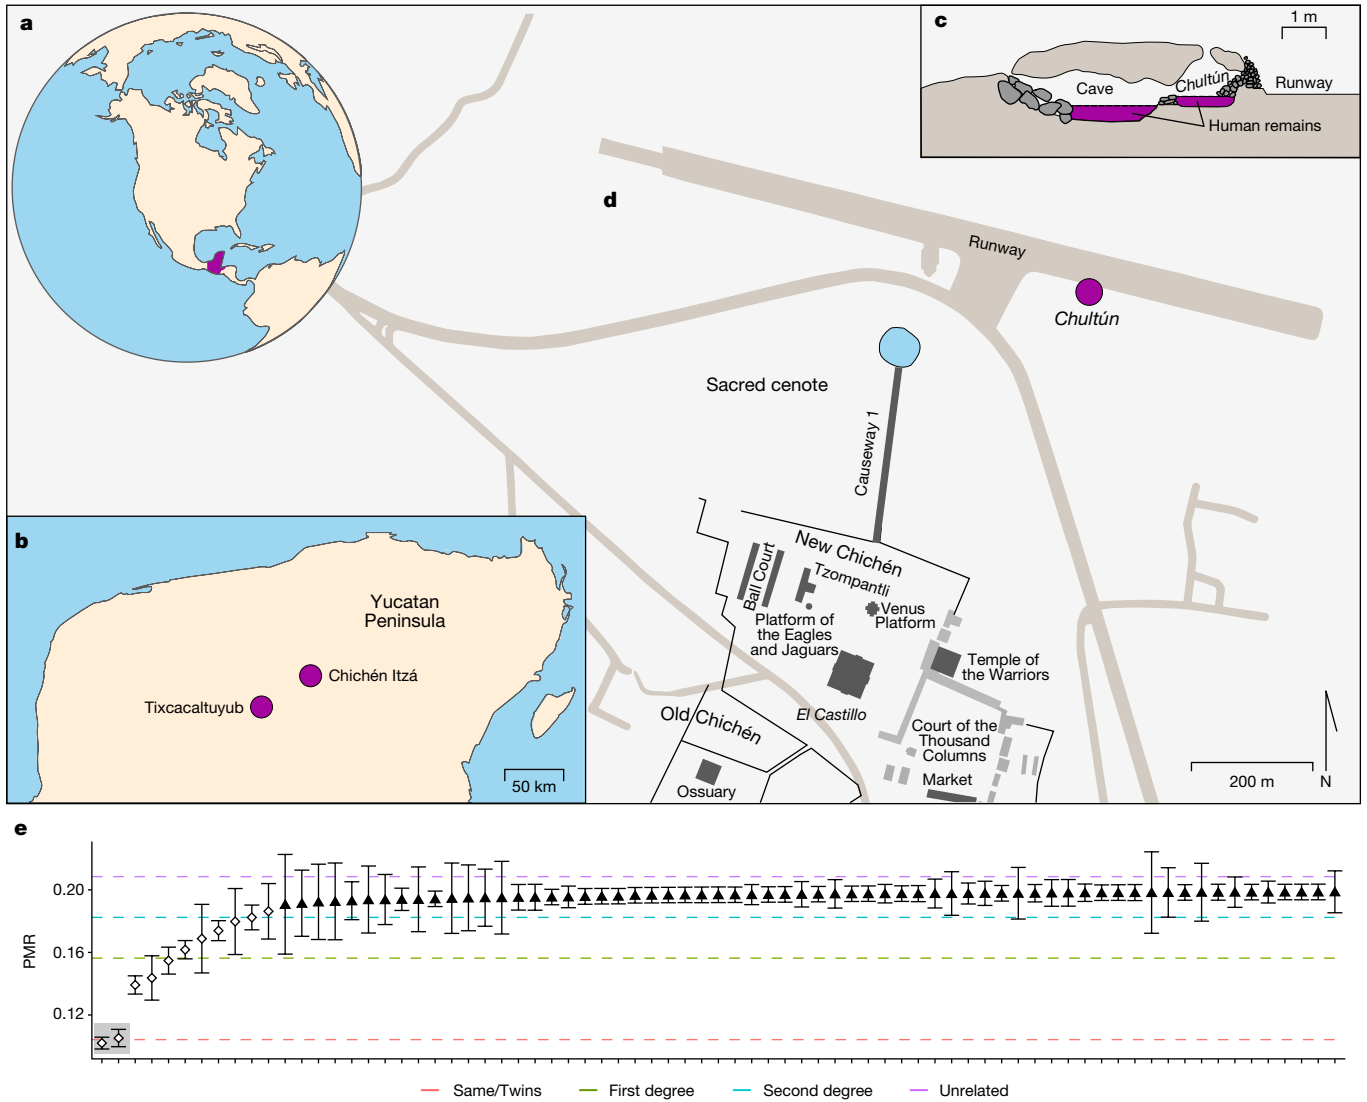 a
c
1 m
Cave
Chultún
Runway
Human remains
d
Runway
Chultún
Sacred cenote
Causeway 1
New Chichén
Ball Court
Tzompantli
Venus
Platform
Platform of
the Eagles
and Jaguars
Temple of
the Warriors
El Castillo
Old Chichén
Court of the
Thousand
Columns
Market
Ossuary
200 m
N
b
Yucatan
Peninsula
Chichén Itzá
Tixcacaltuyub
50 km
e
PMR
0.20
0.16
0.12
Same/Twins
First degree
Second degree
Unrelated